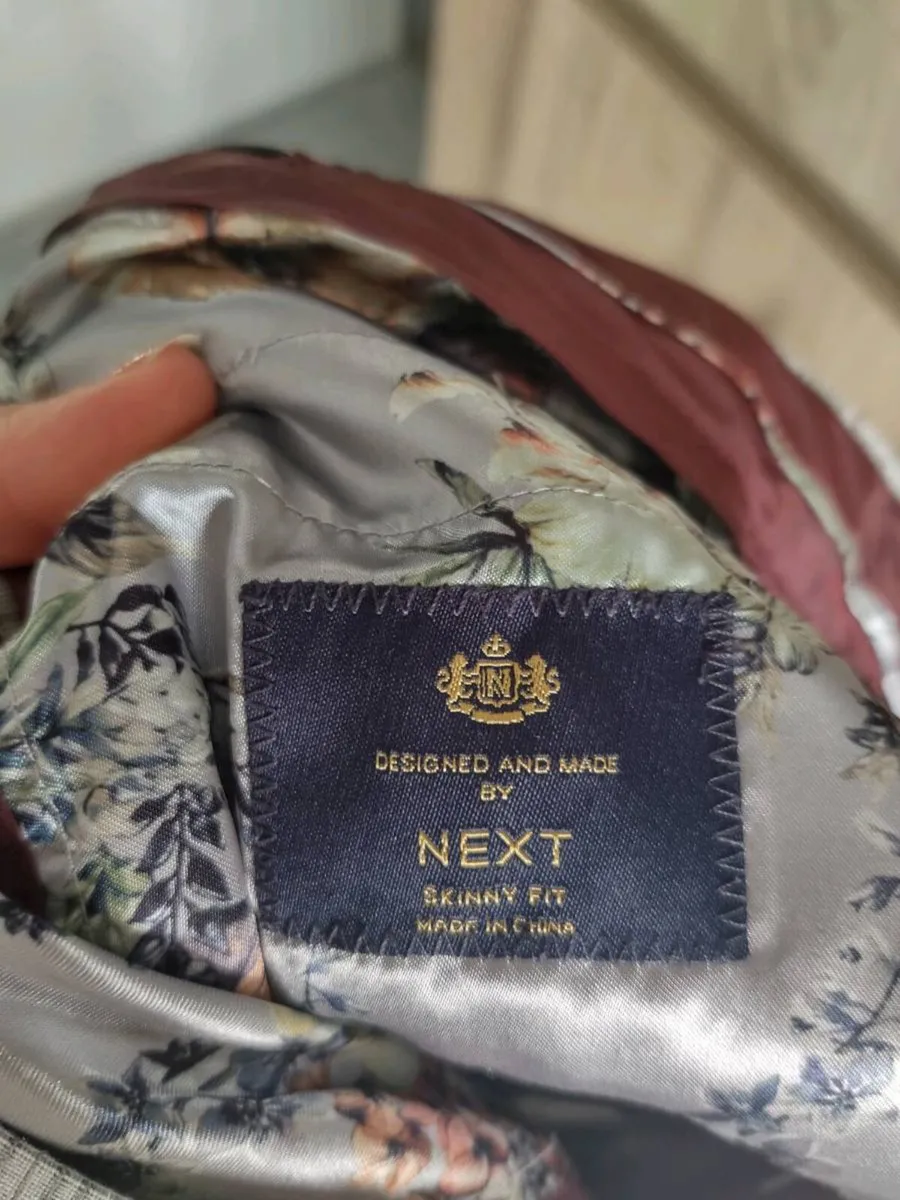 N
DESIGNED AND MADE
BY
NEXT
SKINNY FIT
MADE IN CHINA